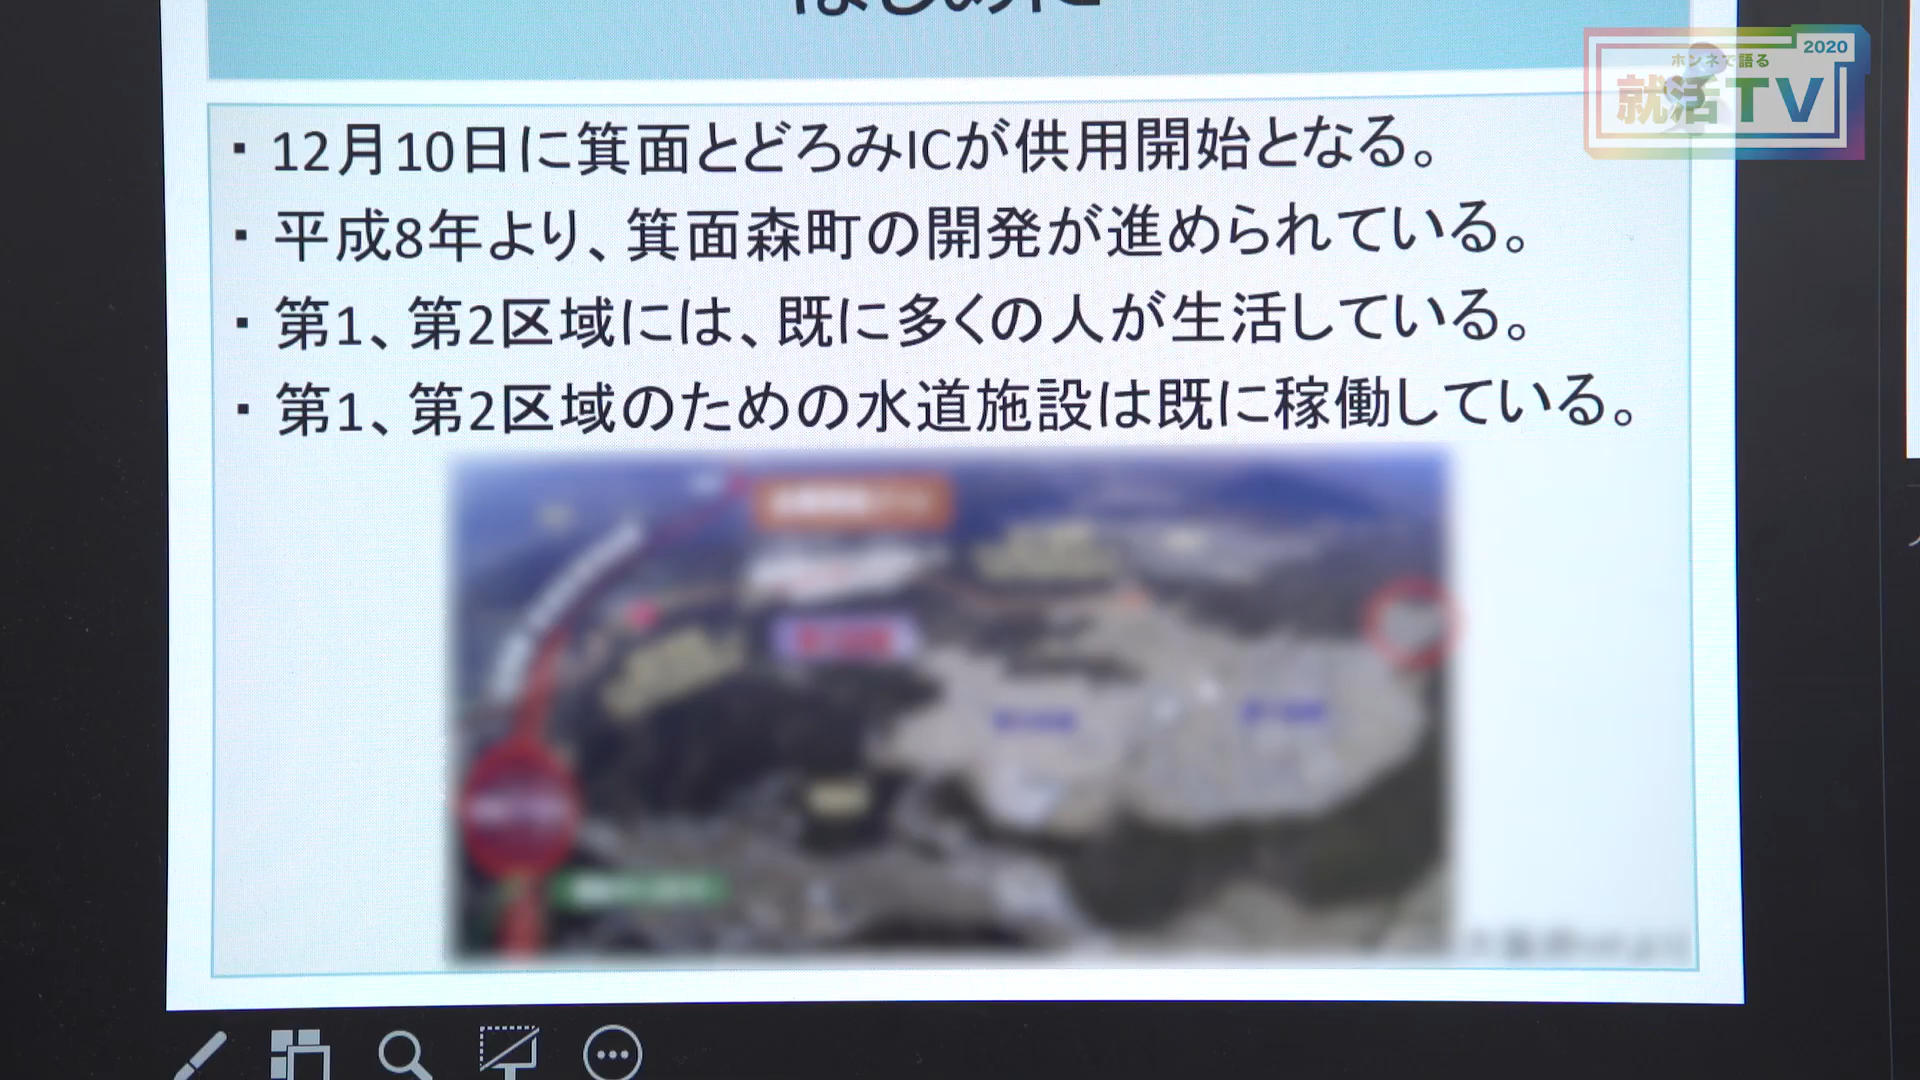 はじめに
2020
ホンネで語る
就活TV
・12月10日に箕面とどろみICが供用開始となる。
・平成8年より、箕面森町の開発が進められている。
・第1、第2区域には、既に多くの人が生活している。
・第1、第2区域のための水道施設は既に稼働している。